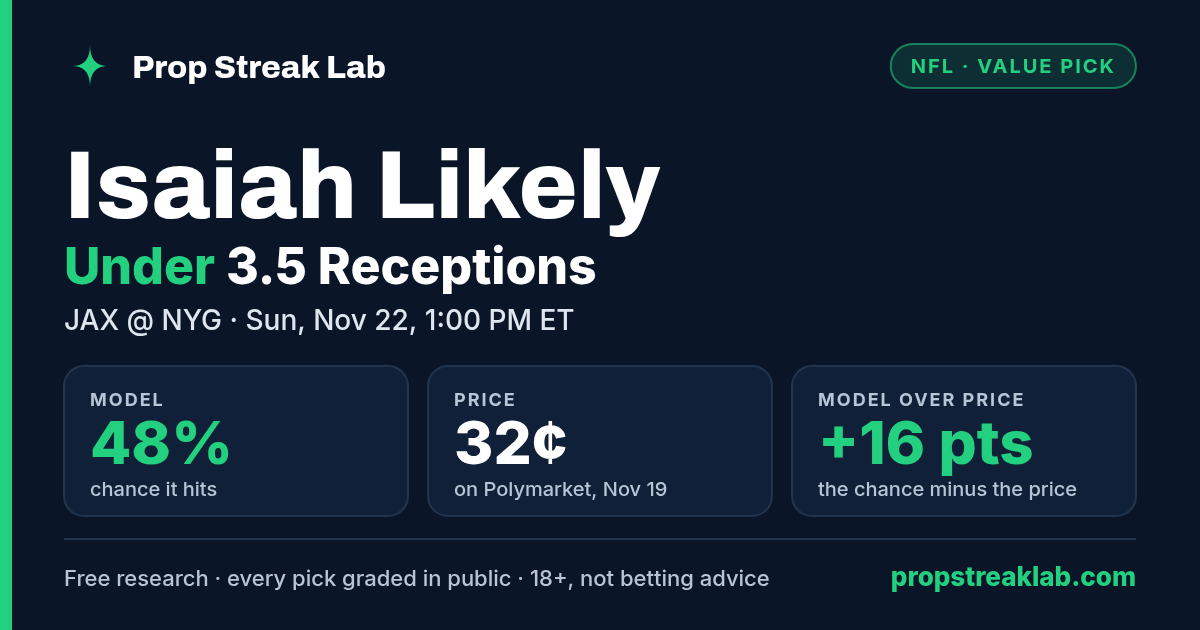 Prop Streak Lab
NFL · VALUE PICK
Isaiah Likely
Under 3.5 Receptions
JAX @ NYG · Sun, Nov 22, 1:00 PM ET
MODEL
48%
chance it hits
PRICE
32¢
on Polymarket, Nov 19
MODEL OVER PRICE
+16 pts
the chance minus the price
Free research · every pick graded in public · 18+, not betting advice
propstreaklab.com